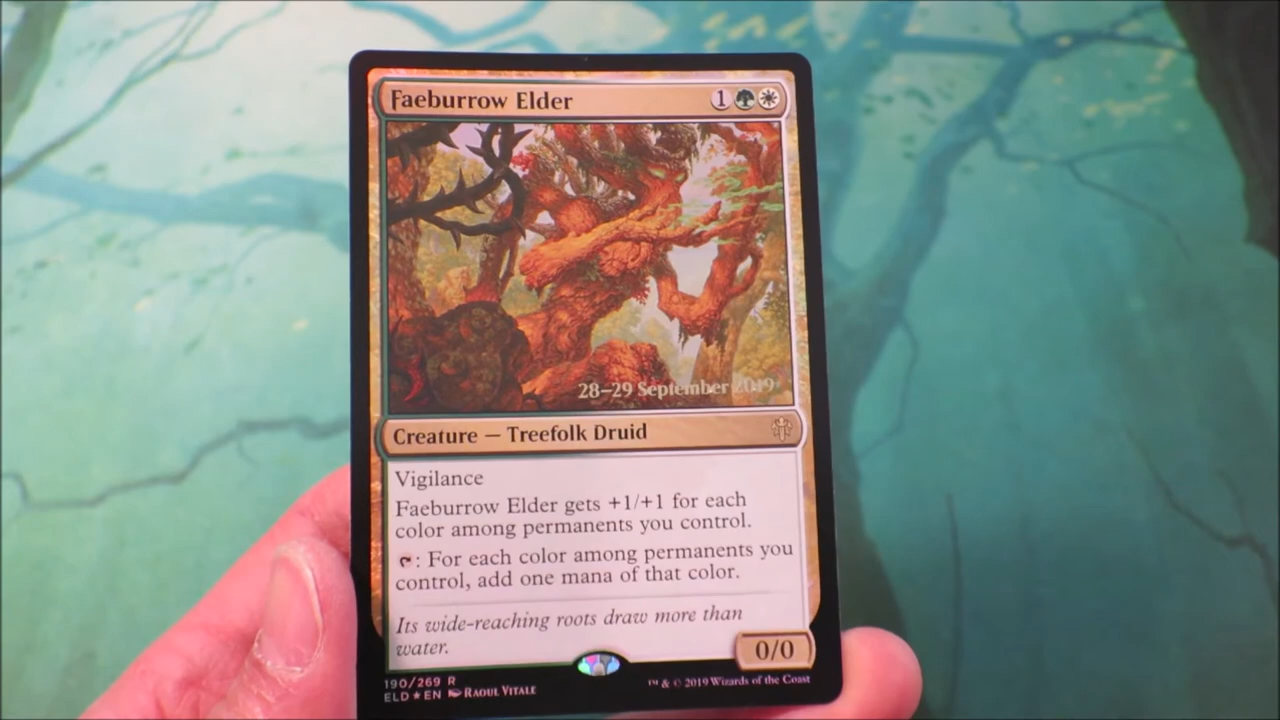 Faeburrow Elder 1
28–29 September 2019
Creature — Treefolk Druid
Vigilance
Faeburrow Elder gets +1/+1 for each
color among permanents you control.
: For each color among permanents you
control, add one mana of that color.
Its wide-reaching roots draw more than
water.
0/0
190/269 R
ELD ★ EN RAOUL VITALE
™ & © 2019 Wizards of the Coast